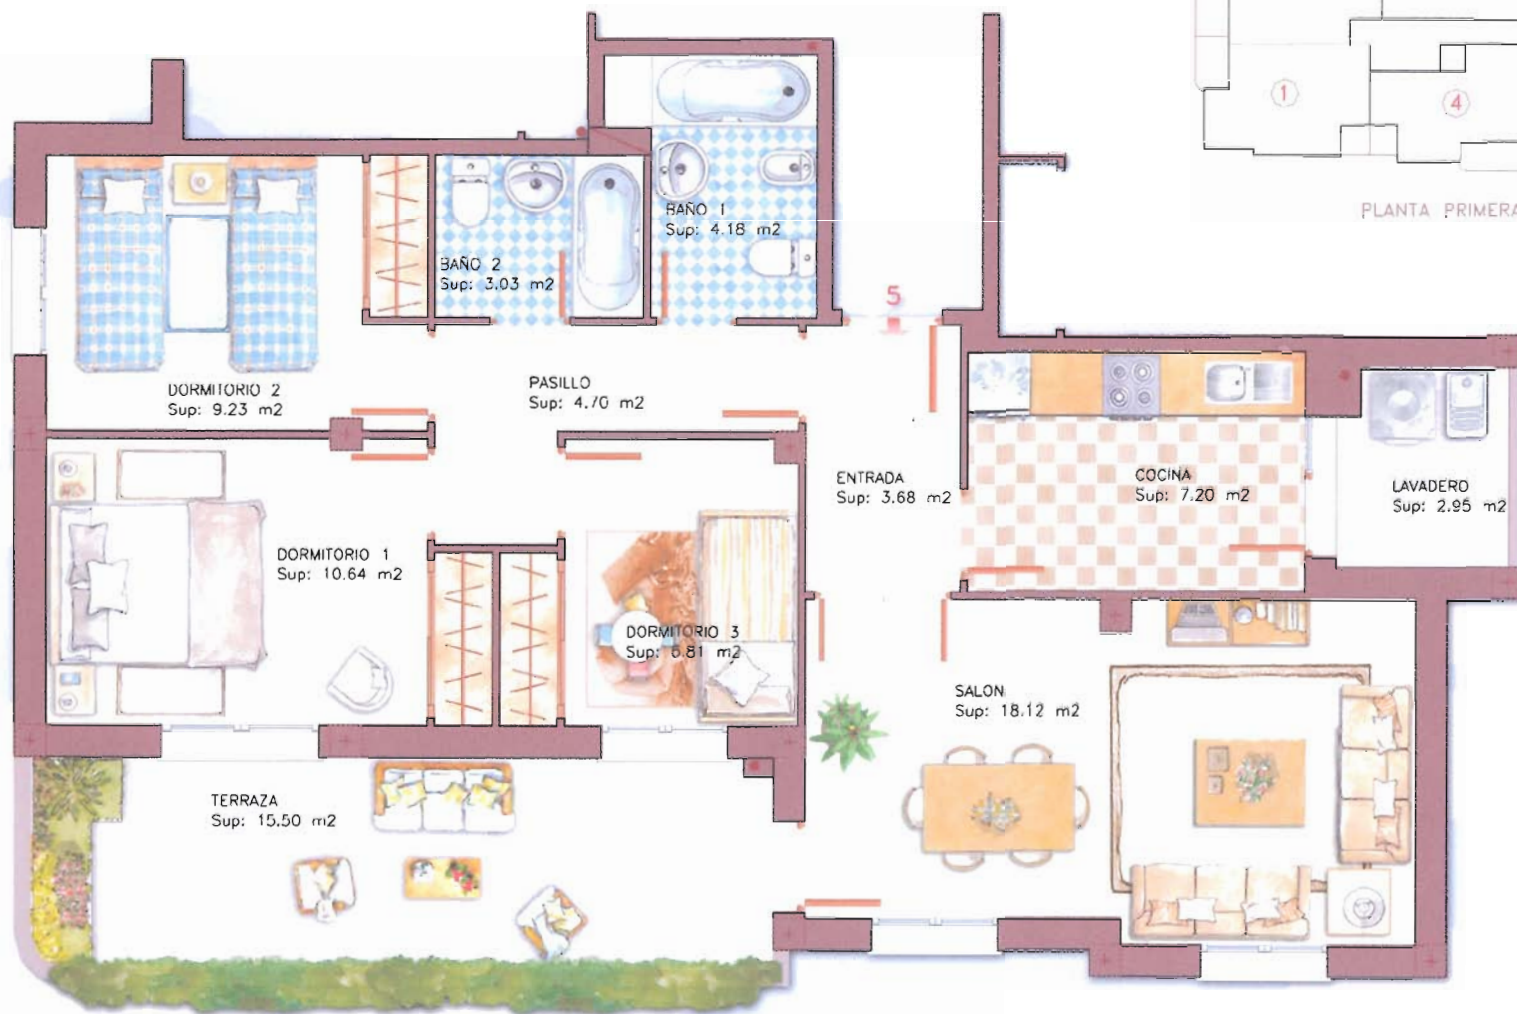 1
4
PLANTA PRIMERA
BAÑO 1
Sup: 4.18 m2
BAÑO 2
Sup: 3.03 m2
5
DORMITORIO 2
Sup: 9.23 m2
PASILLO
Sup: 4.70 m2
ENTRADA
Sup: 3.68 m2
COCINA
Sup: 7.20 m2
LAVADERO
Sup: 2.95 m2
DORMITORIO 1
Sup: 10.64 m2
DORMITORIO 3
Sup: 6.81 m2
SALON
Sup: 18.12 m2
TERRAZA
Sup: 15.50 m2